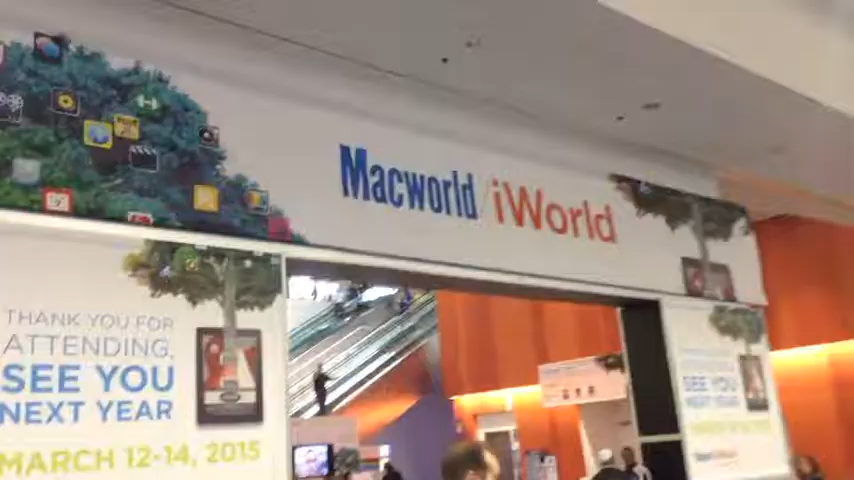 Macworld/iWorld
THANK YOU FOR
ATTENDING.
SEE YOU
NEXT YEAR
MARCH 12-14, 2015
SEE YOU
NEXT YEAR